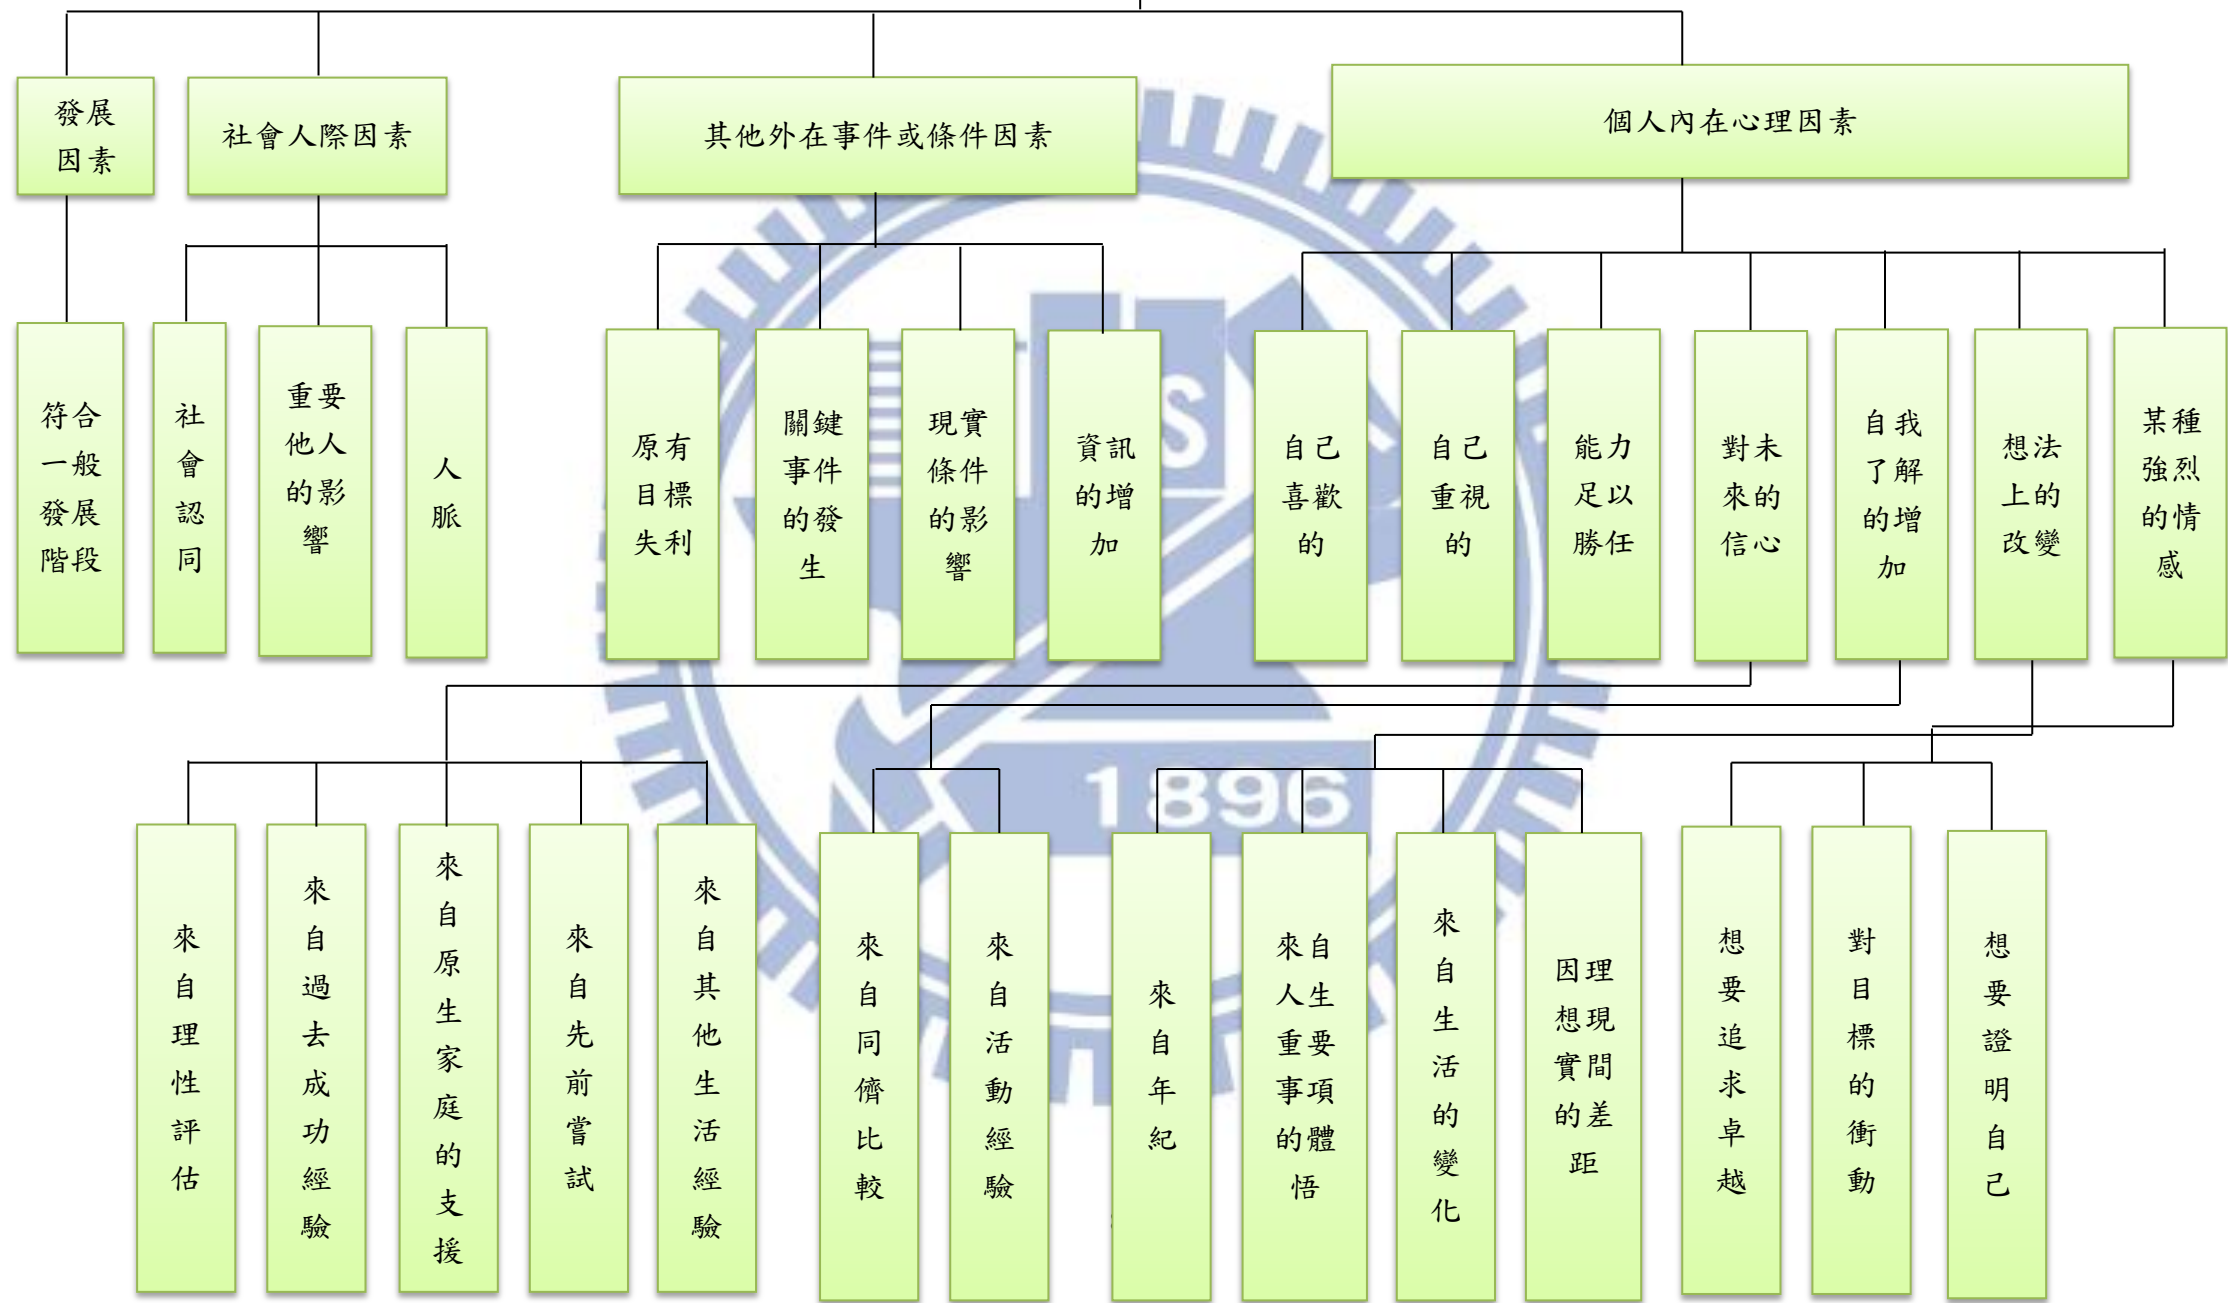 發展
因素
社會人際因素
其他外在事件或條件因素
個人內在心理因素
符合
一般
發展
階段
社
會
認
同
重要
他人
的影
響
人
脈
原有
目標
失利
關鍵
事件
的發
生
現實
條件
的影
響
資訊
的增
加
自己
喜歡
的
自己
重視
的
能力
足以
勝任
對未
來的
信心
自我
了解
的增
加
想法
上的
改變
某種
強烈
的情
感
來
自
理
性
評
估
來
自
過
去
成
功
經
驗
來
自
原
生
家
庭
的
支
援
來
自
先
前
嘗
試
來
自
其
他
生
活
經
驗
來
自
同
儕
比
較
來
自
活
動
經
驗
來
自
年
紀
來自
人生
重要
事項
的體
悟
來
自
生
活
的
變
化
因理
想現
實間
的差
距
想
要
追
求
卓
越
對
目
標
的
衝
動
想
要
證
明
自
己
S
1896